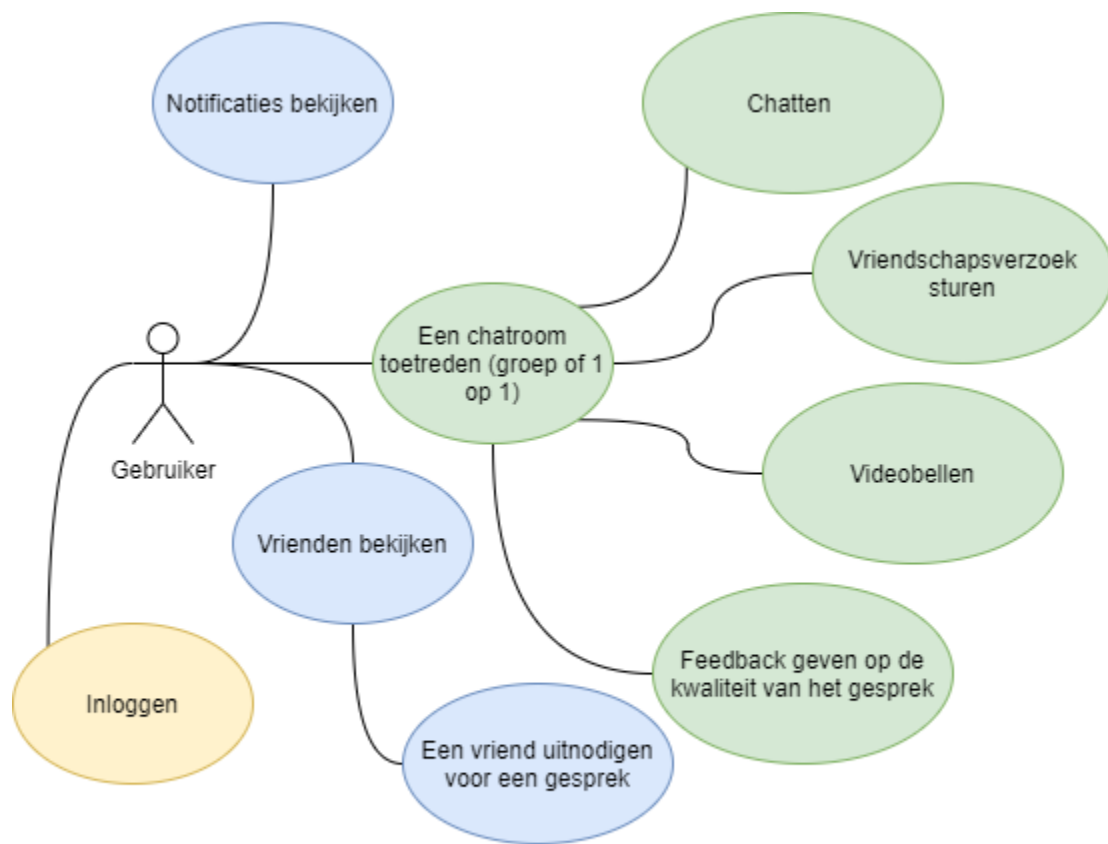 Notificaties bekijken
Chatten
Vriendschapsverzoek
sturen
Een chatroom
toetreden (groep of 1
op 1)
Gebruiker
Videobellen
Vrienden bekijken
Feedback geven op de
kwaliteit van het gesprek
Inloggen
Een vriend uitnodigen
voor een gesprek